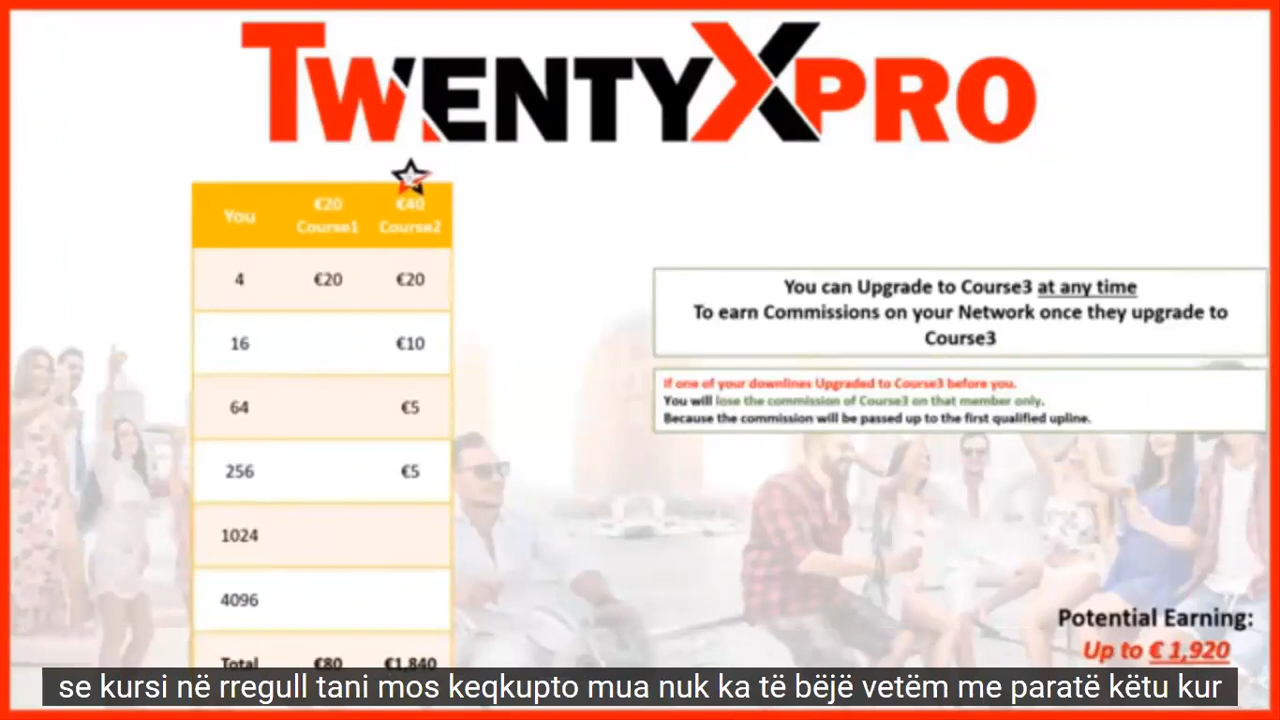 TWENTYXPRO
You €20 €40
Course1 Course2
4 €20 €20
16 €10
64 €5
256 €5
1024
4096
Total €80 €1,840
You can Upgrade to Course3 at any time
To earn Commissions on your Network once they upgrade to
Course3
If one of your downlines Upgraded to Course3 before you.
You will lose the commission of Course3 on that member only.
Because the commission will be passed up to the first qualified upline.
Potential Earning:
Up to € 1,920
se kursi në rregull tani mos keqkupto mua nuk ka të bëjë vetëm me paratë këtu kur